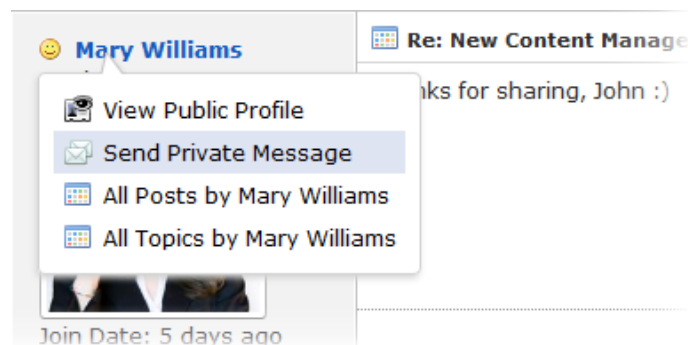 Mary Williams
Re: New Content Manage
View Public Profile
Send Private Message
All Posts by Mary Williams
All Topics by Mary Williams
for sharing, John :)
Join Date: 5 days ago